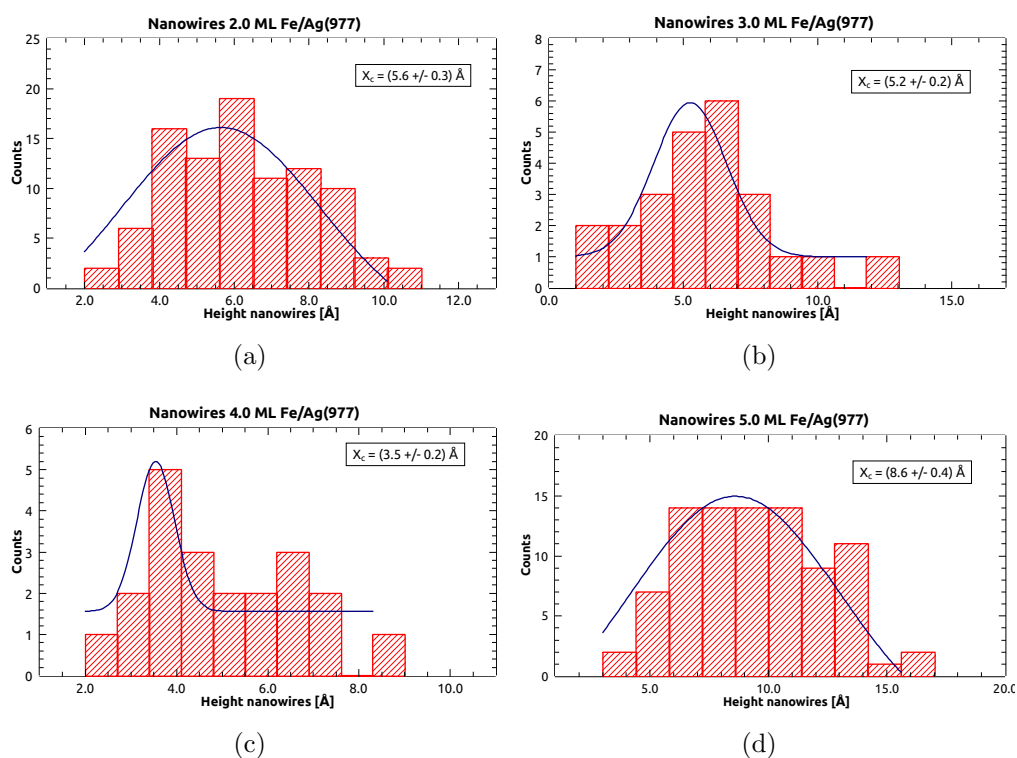 Nanowires 2.0 ML Fe/Ag(977)
X_c = (5.6 +/- 0.3) Å
Counts
25
20
15
10
5
0
2.0 4.0 6.0 8.0 10.0 12.0
Height nanowires [Å]
(a)
Nanowires 3.0 ML Fe/Ag(977)
X_c = (5.2 +/- 0.2) Å
Counts
8
7
6
5
4
3
2
1
0
0.0 5.0 10.0 15.0
Height nanowires [Å]
(b)
Nanowires 4.0 ML Fe/Ag(977)
X_c = (3.5 +/- 0.2) Å
Counts
6
5
4
3
2
1
0
2.0 4.0 6.0 8.0 10.0
Height nanowires [Å]
(c)
Nanowires 5.0 ML Fe/Ag(977)
X_c = (8.6 +/- 0.4) Å
Counts
20
15
10
5
0
5.0 10.0 15.0 20.0
Height nanowires [Å]
(d)